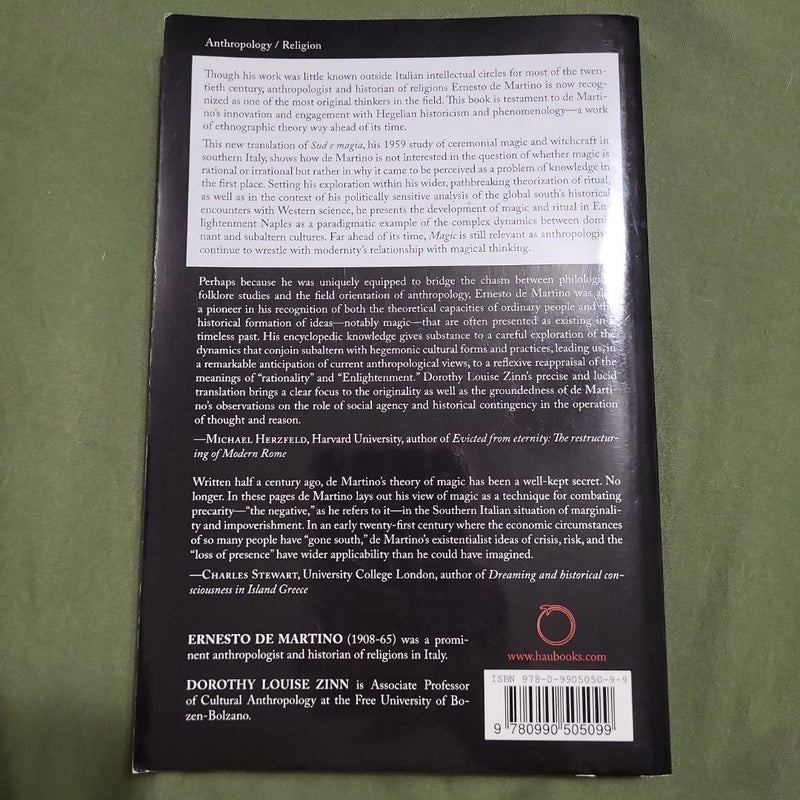 Anthropology / Religion
Though his work was little known outside Italian intellectual circles for most of the twen-
tieth century, anthropologist and historian of religions Ernesto de Martino is now recog-
nized as one of the most original thinkers in the field. This book is testament to de Marti-
no's innovation and engagement with Hegelian historicism and phenomenology—a work
of ethnographic theory way ahead of its time.
This new translation of Sud e magia, his 1959 study of ceremonial magic and witchcraft in
southern Italy, shows how de Martino is not interested in the question of whether magic is
rational or irrational but rather in why it came to be perceived as a problem of knowledge in
the first place. Setting his exploration within his wider, pathbreaking theorization of ritual,
as well as in the context of his politically sensitive analysis of the global south's historical
encounters with Western science, he presents the development of magic and ritual in En-
lightenment Naples as a paradigmatic example of the complex dynamics between domi-
nant and subaltern cultures. Far ahead of its time, Magic is still relevant as anthropologists
continue to wrestle with modernity's relationship with magical thinking.
Perhaps because he was uniquely equipped to bridge the chasm between
folklore studies and the field orientation of anthropology, Ernesto de Martino was
a pioneer in his recognition of both the theoretical capacities of ordinary people and the
historical formation of ideas—notably magic—that are often presented as existing in
timeless past. His encyclopedic knowledge gives substance to a careful exploration of the
dynamics that conjoin subaltern with hegemonic cultural forms and practices, leading us, in
a remarkable anticipation of current anthropological views, to a reflexive reappraisal of the
meanings of "rationality" and "Enlightenment." Dorothy Louise Zinn's precise and lucid
translation brings a clear focus to the originality as well as the groundedness of de Marti-
no's observations on the role of social agency and historical contingency in the operation
of thought and reason.
—Michael Herzfeld, Harvard University, author of Evicted from eternity: The restructur-
ing of Modern Rome
Written half a century ago, de Martino's theory of magic has been a well-kept secret. No
longer. In these pages de Martino lays out his view of magic as a technique for combating
precarity—"the negative," as he refers to it—in the Southern Italian situation of marginali-
ty and impoverishment. In an early twenty-first century where the economic circumstances
of so many people have "gone south," de Martino's existentialist ideas of crisis, risk, and the
"loss of presence" have wider applicability than he could have imagined.
—Charles Stewart, University College London, author of Dreaming and historical con-
sciousness in Island Greece
ERNESTO DE MARTINO (1908-65) was a promi-
nent anthropologist and historian of religions in Italy.
DOROTHY LOUISE ZINN is Associate Professor
of Cultural Anthropology at the Free University of Bo-
zen-Bolzano.
www.haubooks.com
ISBN 978-0-9905050-9-9
9 780990 505099